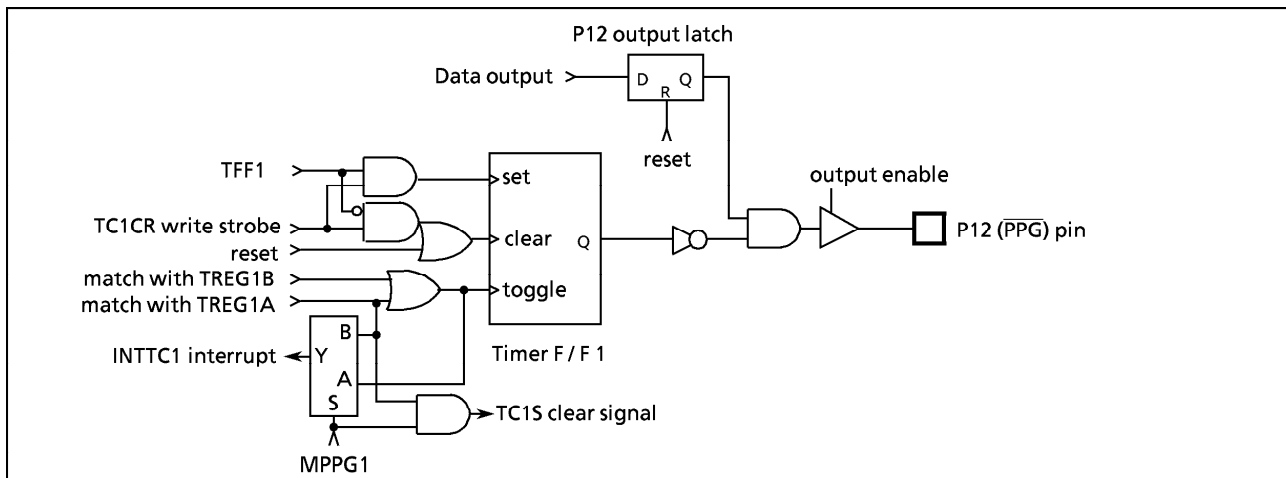 P12 output latch
Data output
D Q
R
reset
TFF1
set
output enable
TC1CR write strobe
clear
Q
P12 (P̅P̅G̅) pin
reset
match with TREG1B
toggle
match with TREG1A
B
INTTC1 interrupt
Y
Timer F / F 1
A
S
TC1S clear signal
MPPG1